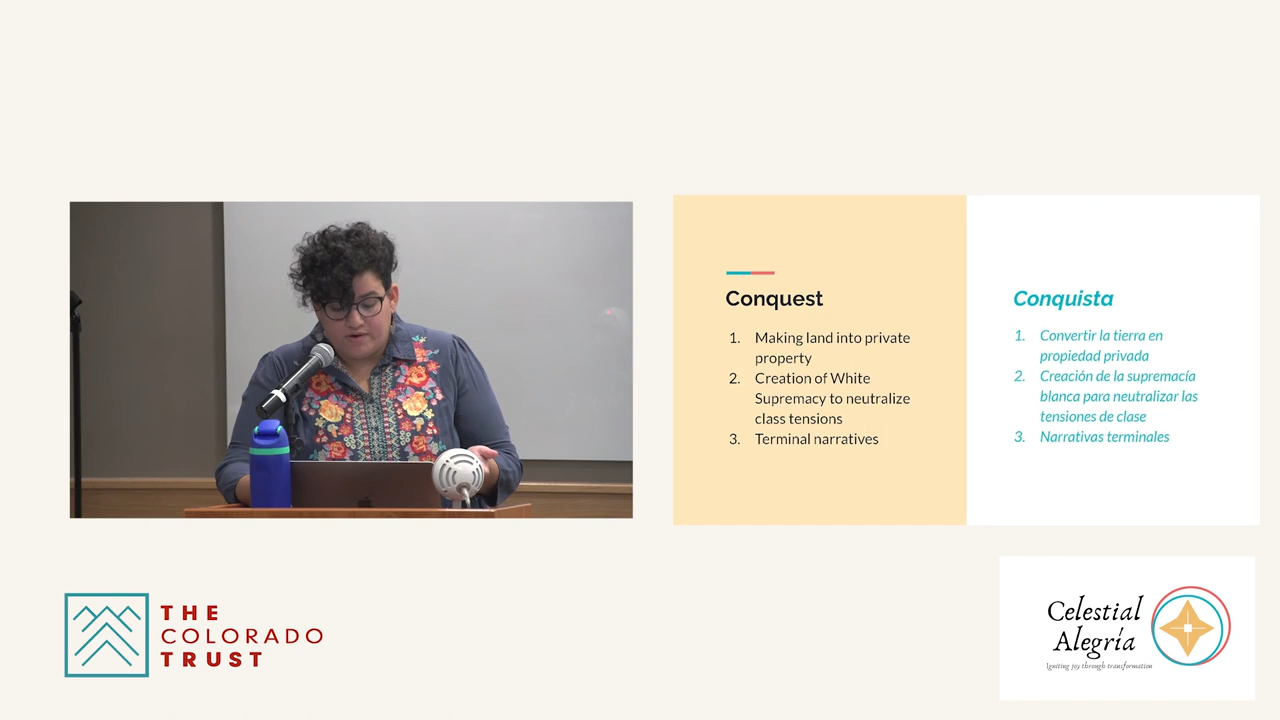 Conquest
1. Making land into private
property
2. Creation of White
Supremacy to neutralize
class tensions
3. Terminal narratives
Conquista
1. Convertir la tierra en
propiedad privada
2. Creación de la supremacía
blanca para neutralizar las
tensiones de clase
3. Narrativas terminales
THE
COLORADO
TRUST
Celestial
Alegría
Igniting joy through transformation